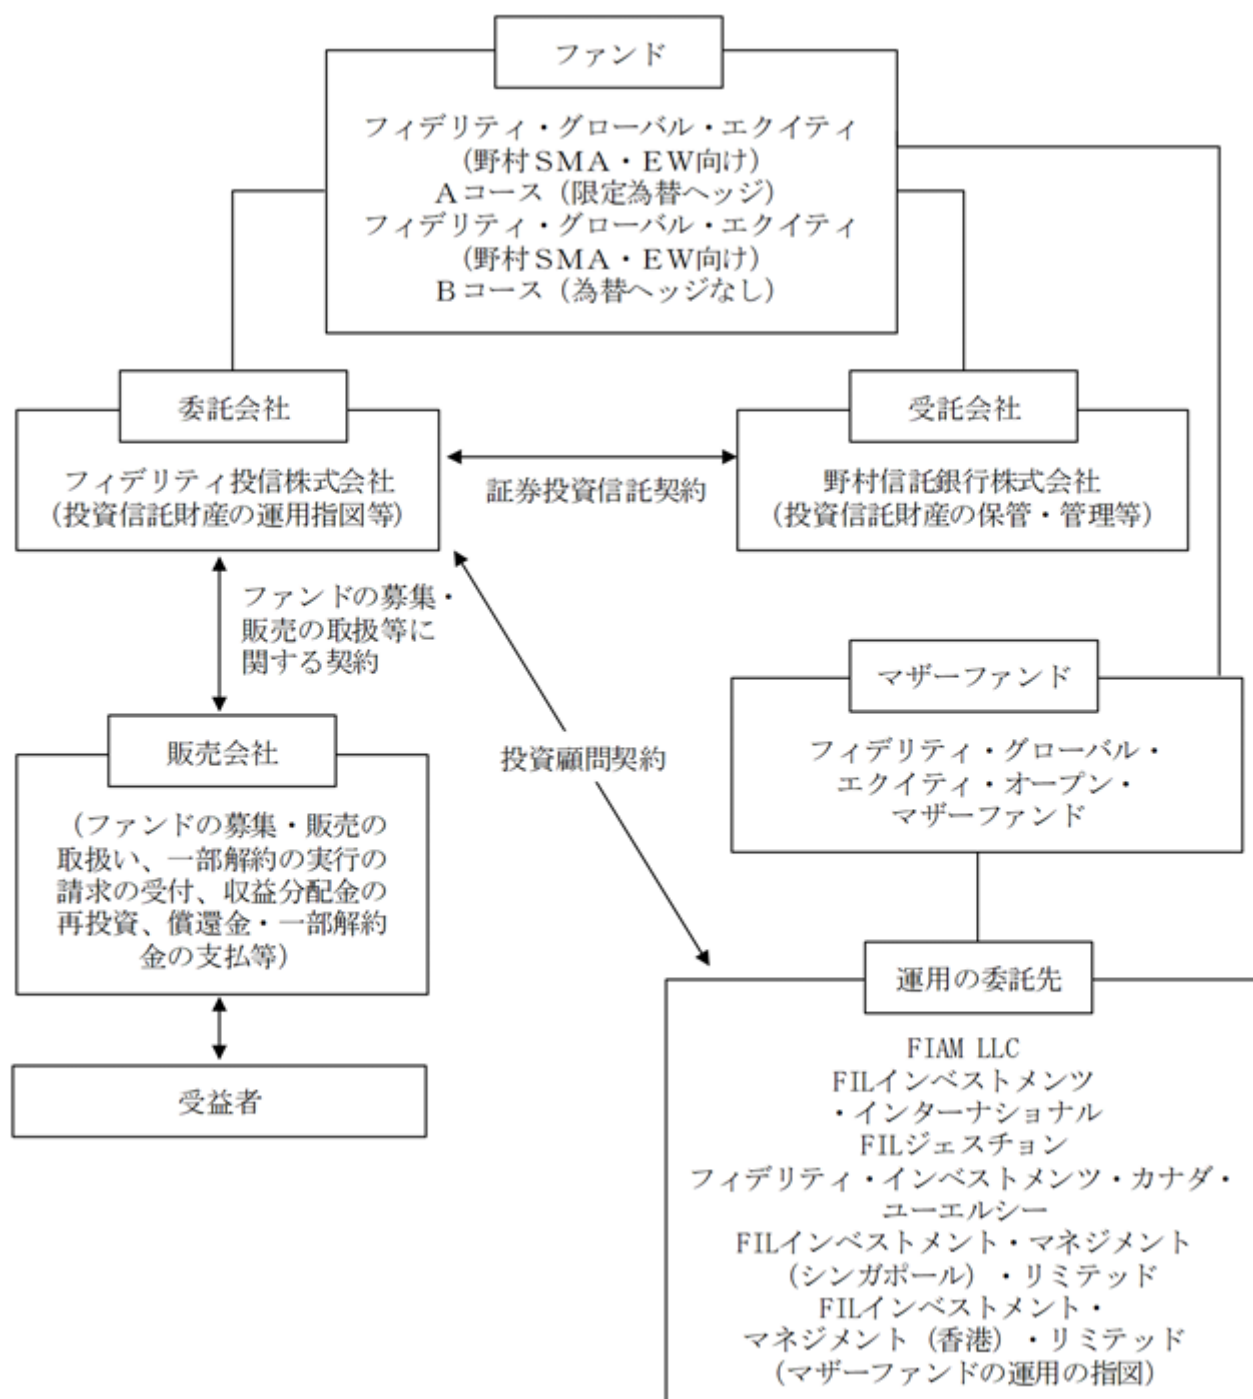 ファンド
フィデリティ・グローバル・エクイティ
(野村SMA・EW向け)
Aコース(限定為替ヘッジ)
フィデリティ・グローバル・エクイティ
(野村SMA・EW向け)
Bコース(為替ヘッジなし)
委託会社
フィデリティ投信株式会社
(投資信託財産の運用指図等)
証券投資信託契約
受託会社
野村信託銀行株式会社
(投資信託財産の保管・管理等)
ファンドの募集・
販売の取扱等に
関する契約
投資顧問契約
マザーファンド
フィデリティ・グローバル・
エクイティ・オープン・
マザーファンド
販売会社
(ファンドの募集・販売の
取扱い、一部解約の実行の
請求の受付、収益分配金の
再投資、償還金・一部解約
金の支払等)
受益者
運用の委託先
FIAM LLC
FILインベストメンツ
・インターナショナル
FILジェスチョン
フィデリティ・インベストメンツ・カナダ・
ユーエルシー
FILインベストメント・マネジメント
(シンガポール)・リミテッド
FILインベストメント・
マネジメント(香港)・リミテッド
(マザーファンドの運用の指図)